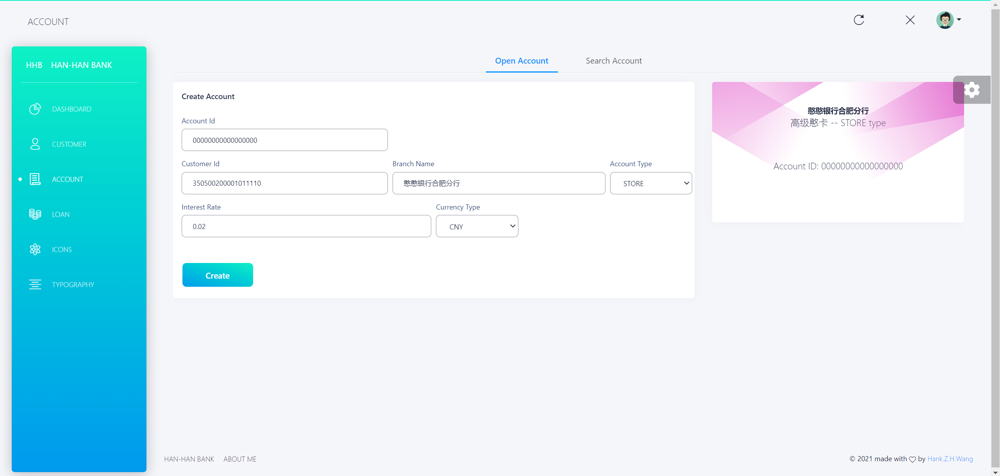 ACCOUNT
HHB HAN-HAN BANK
DASHBOARD
CUSTOMER
ACCOUNT
LOAN
ICONS
TYPOGRAPHY
Open Account Search Account
Create Account
Account Id
00000000000000000
Customer Id Branch Name Account Type
350500200001011110 憨憨银行合肥分行 STORE
Interest Rate Currency Type
0.02 CNY
Create
憨憨银行合肥分行
高级憨卡 -- STORE type
Account ID: 00000000000000000
HAN-HAN BANK ABOUT ME
© 2021 made with by Hank.Z.H.Wang